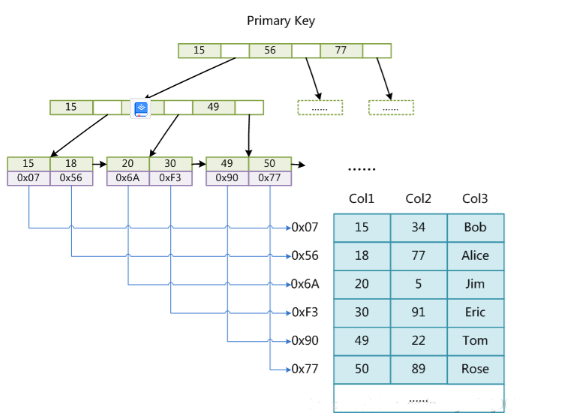 Primary Key
15 56 77
15 49 ...... ......
15 18 20 30 49 50
0x07 0x56 0x6A 0xF3 0x90 0x77
......
Col1 Col2 Col3
0x07 15 34 Bob
0x56 18 77 Alice
0x6A 20 5 Jim
0xF3 30 91 Eric
0x90 49 22 Tom
0x77 50 89 Rose
......